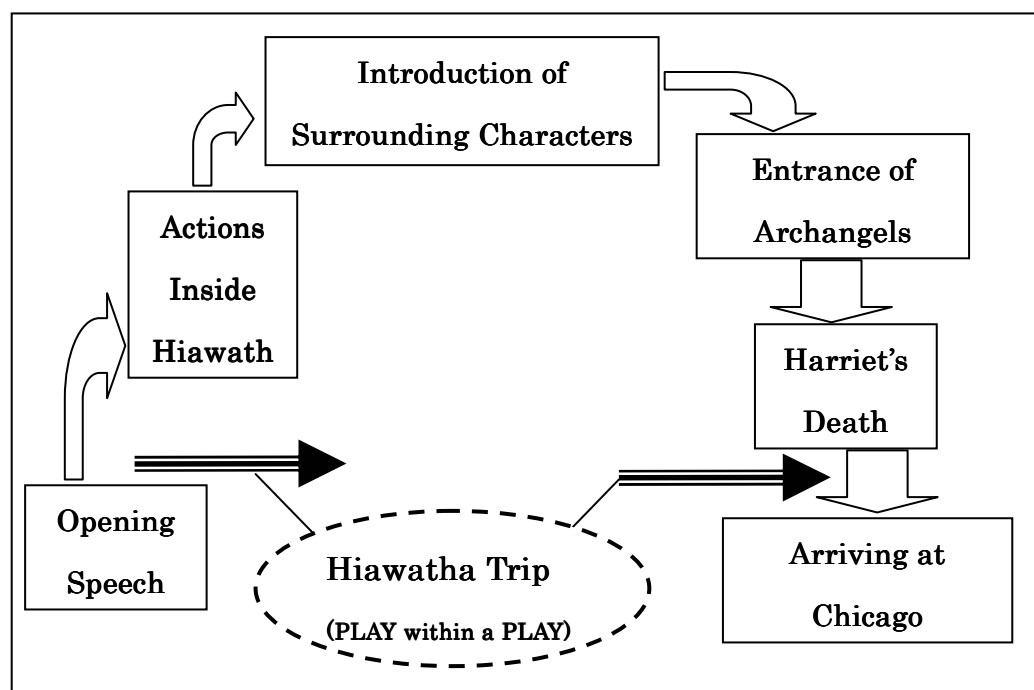 Introduction of
Surrounding Characters
Entrance of
Archangels
Actions
Inside
Hiawath
Harriet’s
Death
Opening
Speech
Hiawatha Trip
(PLAY within a PLAY)
Arriving at
Chicago